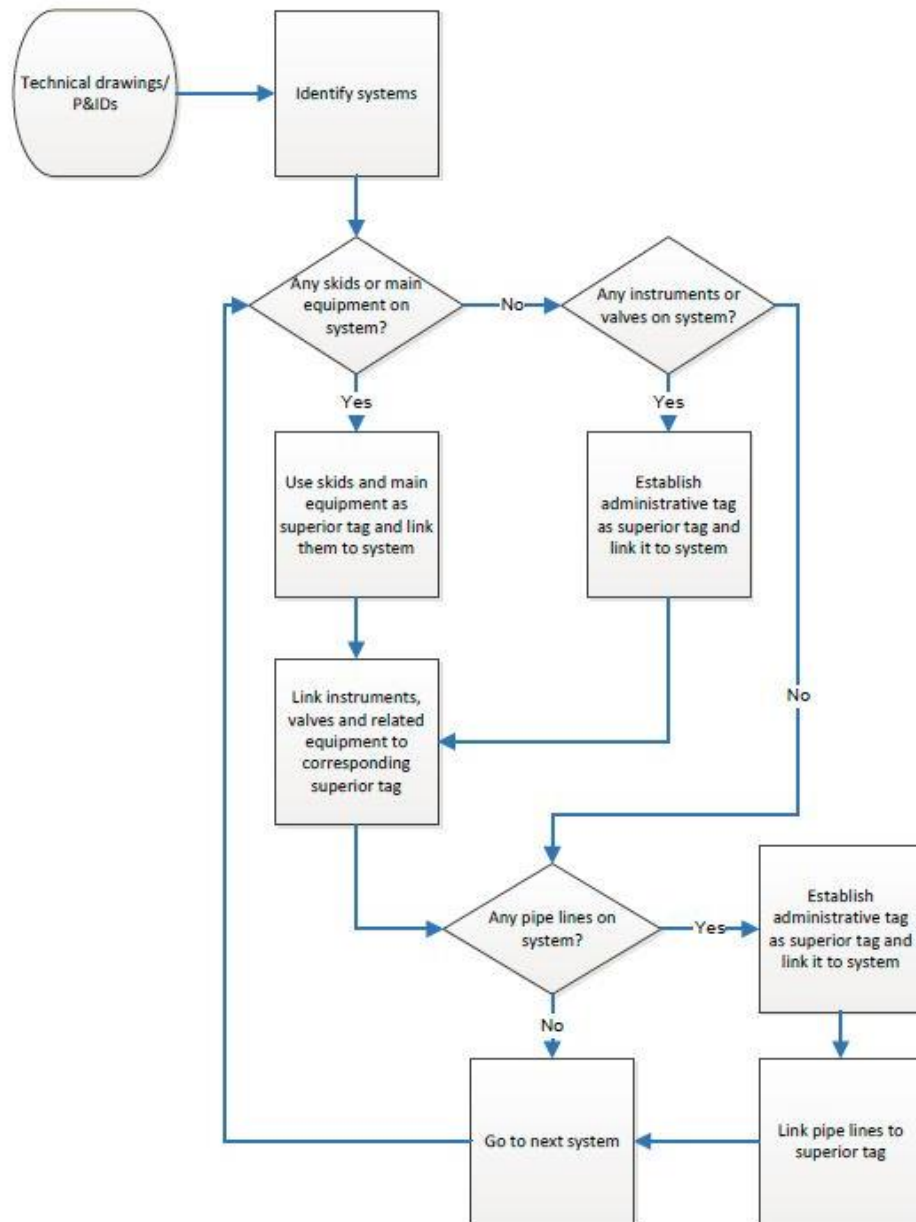 Technical drawings/
P&IDs
Identify systems
Any skids or main
equipment on
system?
No
Any instruments or
valves on system?
Yes
Yes
Use skids and main
equipment as
superior tag and link
them to system
Establish
administrative tag
as superior tag and
link it to system
Link instruments,
valves and related
equipment to
corresponding
superior tag
No
Any pipe lines on
system?
Yes
Establish
administrative tag
as superior tag and
link it to system
No
Go to next system
Link pipe lines to
superior tag